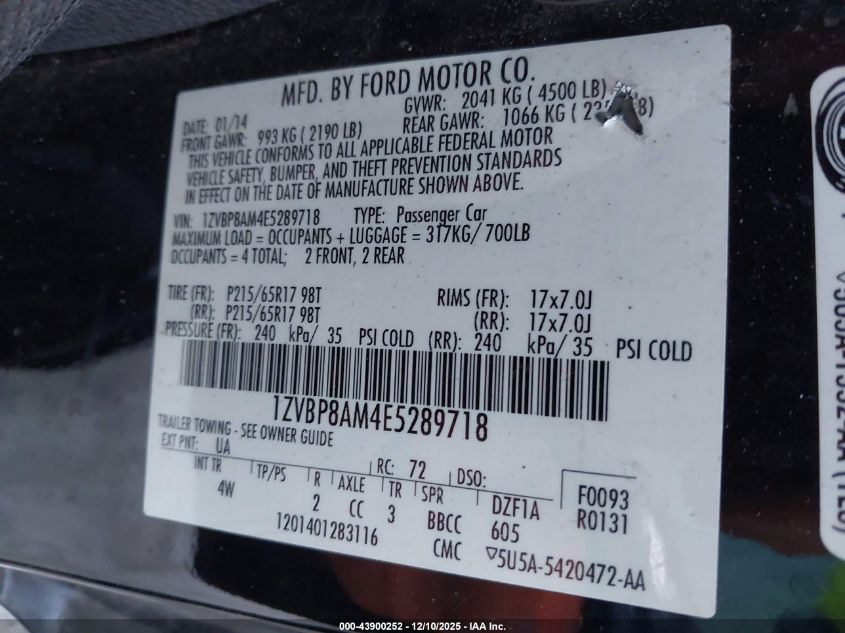 MFD. BY FORD MOTOR CO.
DATE: 01/14 GVWR: 2041 KG ( 4500 LB)
FRONT GAWR: 993 KG ( 2190 LB) REAR GAWR: 1066 KG (
THIS VEHICLE CONFORMS TO ALL APPLICABLE FEDERAL MOTOR
VEHICLE SAFETY, BUMPER, AND THEFT PREVENTION STANDARDS
IN EFFECT ON THE DATE OF MANUFACTURE SHOWN ABOVE.
VIN: 1ZVBP8AM4E5289718 TYPE: Passenger Car
MAXIMUM LOAD = OCCUPANTS + LUGGAGE = 317KG/ 700LB
OCCUPANTS = 4 TOTAL; 2 FRONT, 2 REAR
TIRE (FR): P215/65R17 98T RIMS (FR): 17x7.0J
(RR): P215/65R17 98T (RR): 17x7.0J
PRESSURE (FR): 240 kPa/ 35 PSI COLD (RR): 240 kPa/ 35 PSI COLD
1ZVBP8AM4E5289718
TRAILER TOWING - SEE OWNER GUIDE
EXT PNT: UA RC: 72 DSO:
INT TR TP/PS R AXLE TR SPR DZF1A F0093
4W 2 CC 3 BBCC 605 R0131
1201401283116 CMC ▽5U5A-5420472-AA
000-43900252 - 12/10/2025 - IAA Inc.